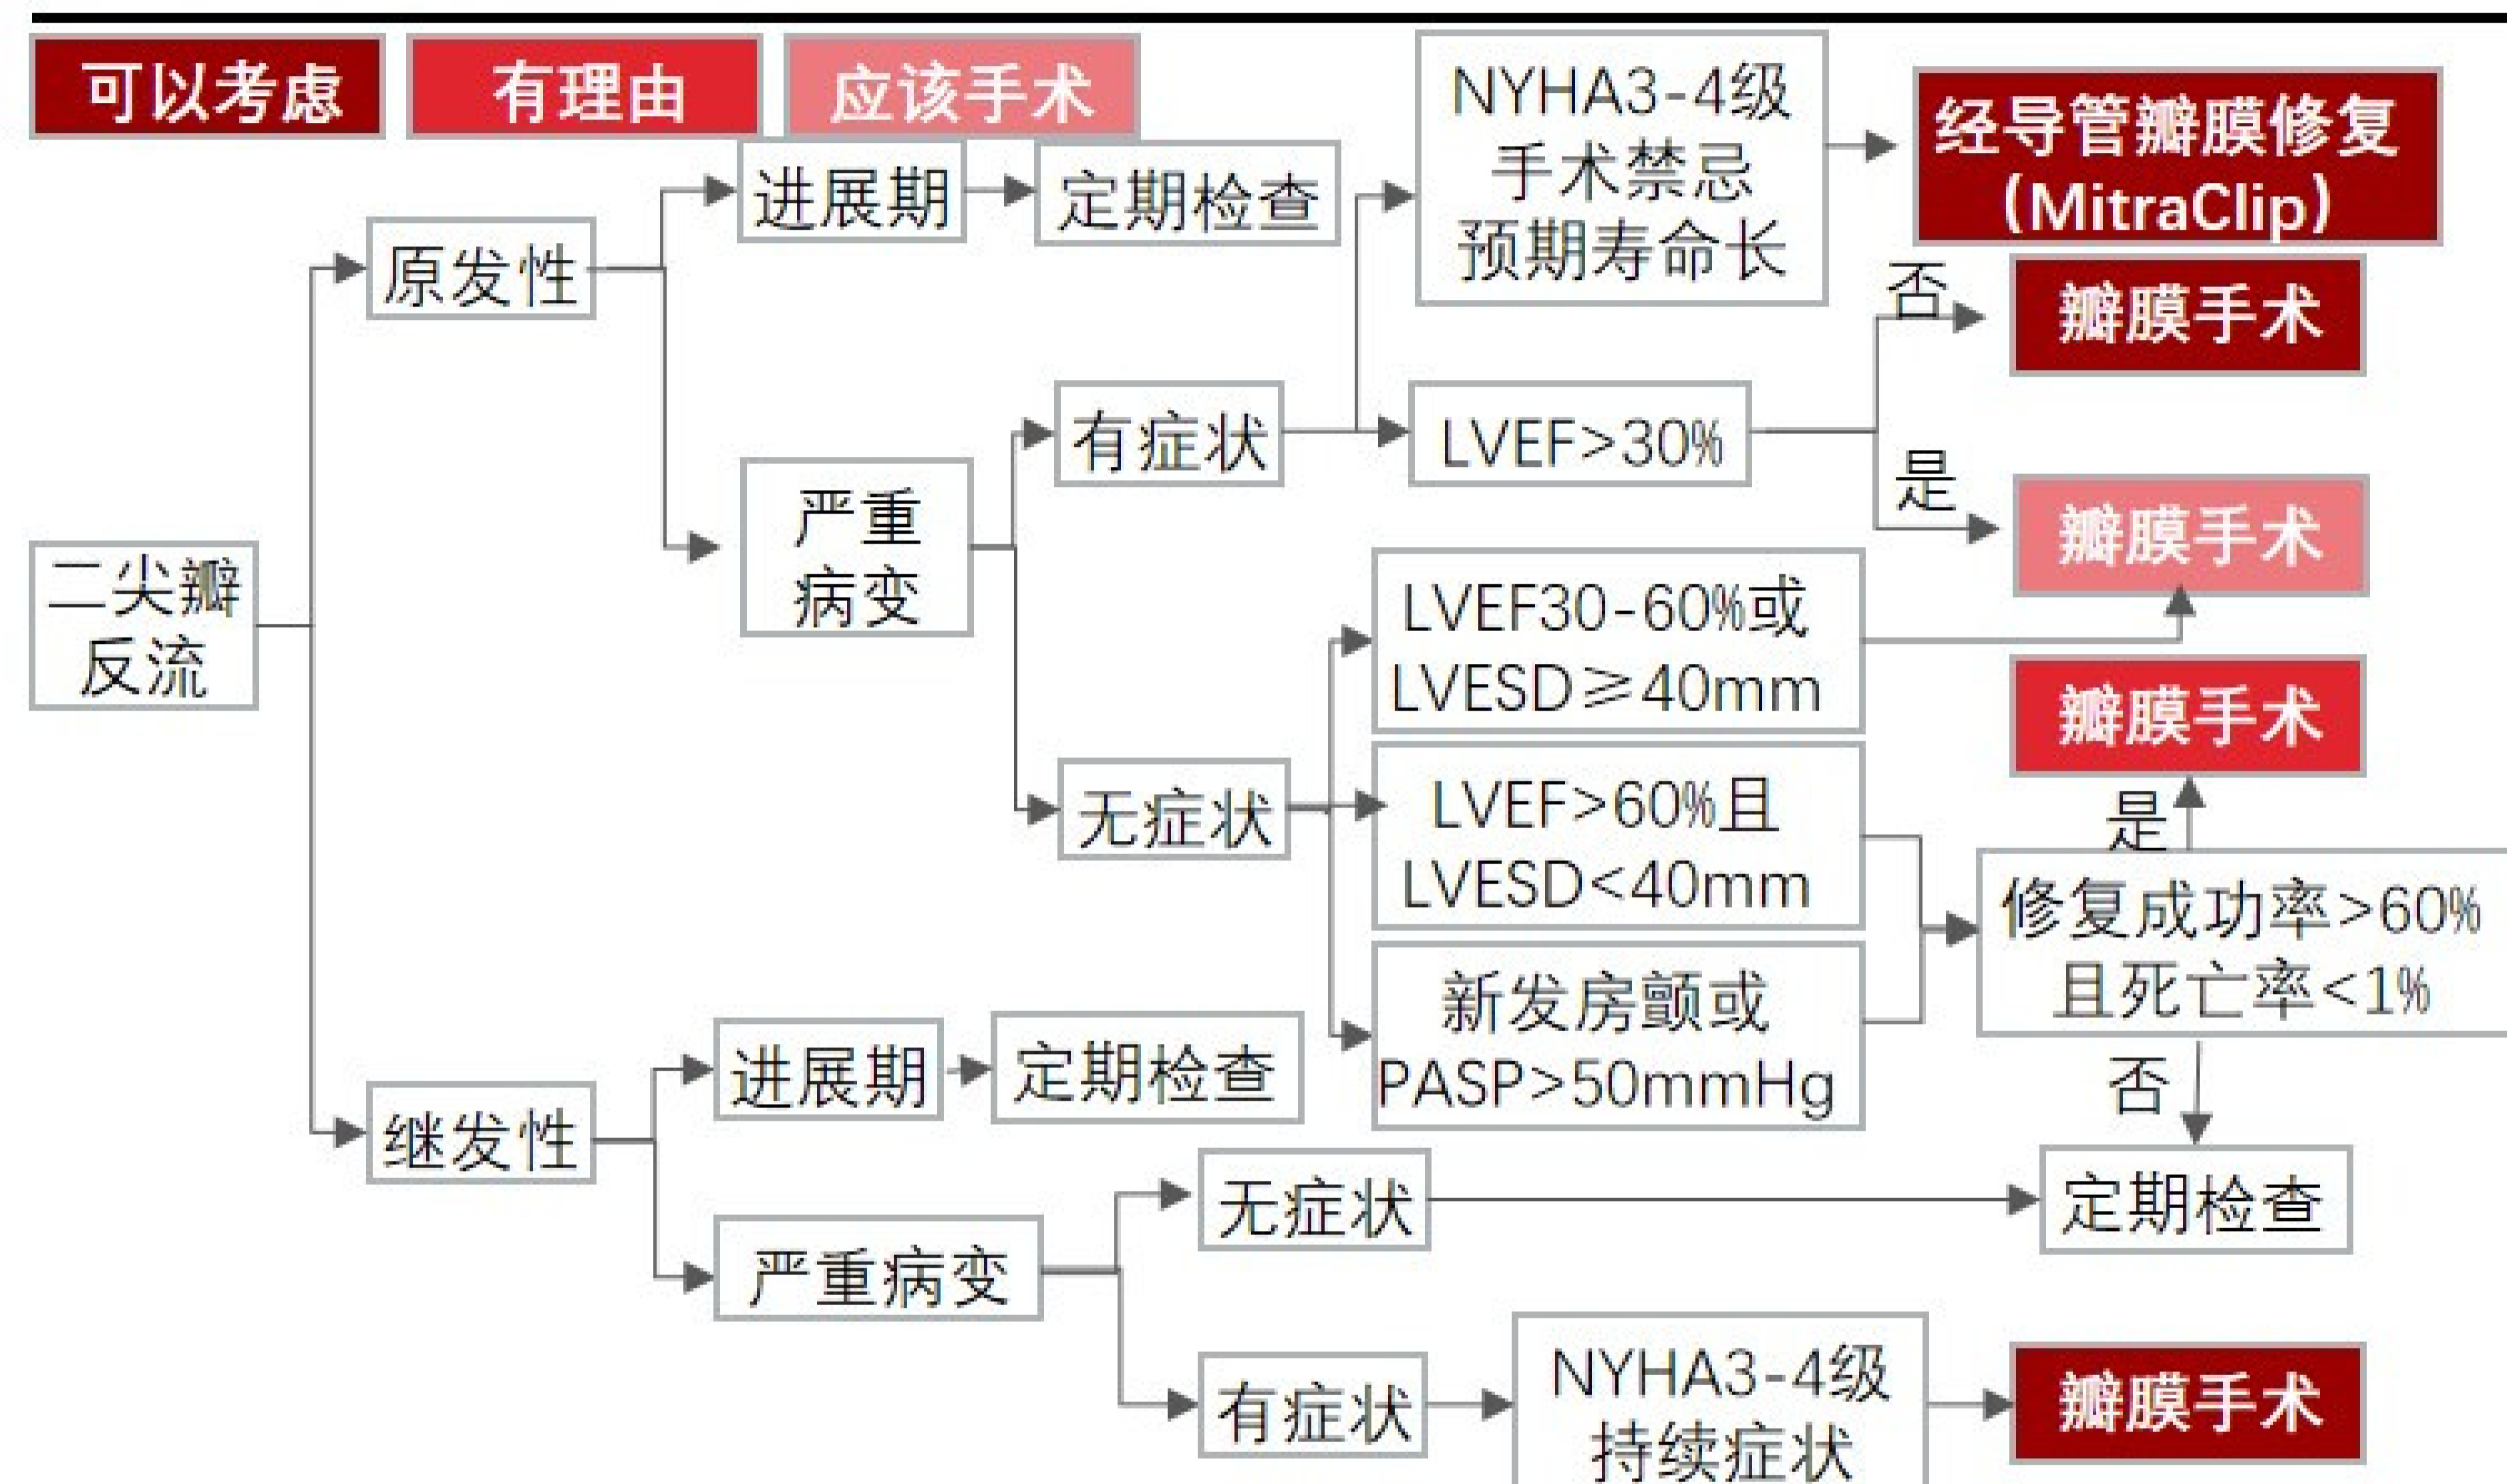 可以考虑
有理由
应该手术
NYHA3-4级
手术禁忌
预期寿命长
经导管瓣膜修复
（MitraClip）
进展期
定期检查
原发性
否
瓣膜手术
有症状
LVEF>30%
是
瓣膜手术
严重
病变
二尖瓣
反流
LVEF30-60%或
LVESD≥40mm
瓣膜手术
无症状
LVEF>60%且
LVESD<40mm
是
修复成功率>60%
且死亡率<1%
新发房颤或
PASP>50mmHg
进展期
定期检查
继发性
否
无症状
定期检查
严重病变
有症状
NYHA3-4级
持续症状
瓣膜手术